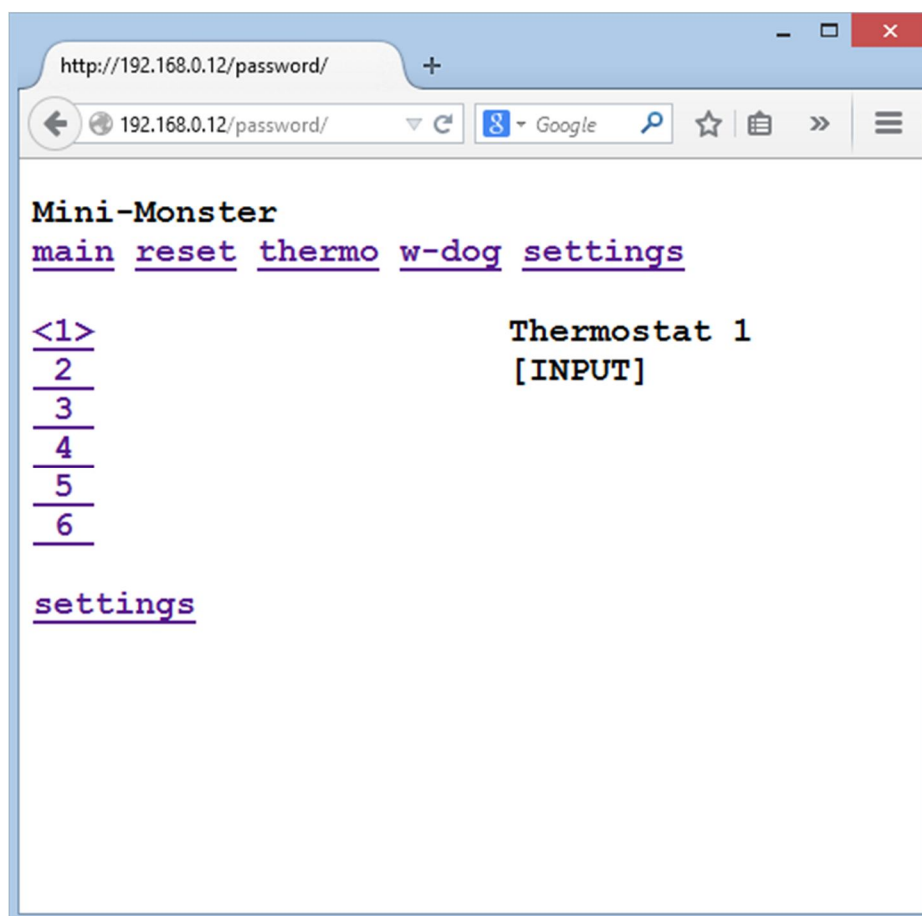 http://192.168.0.12/password/
192.168.0.12/password/ 8 Google
Mini-Monster
main reset thermo w-dog settings
<1> Thermostat 1
2 [INPUT]
3
4
5
6
settings